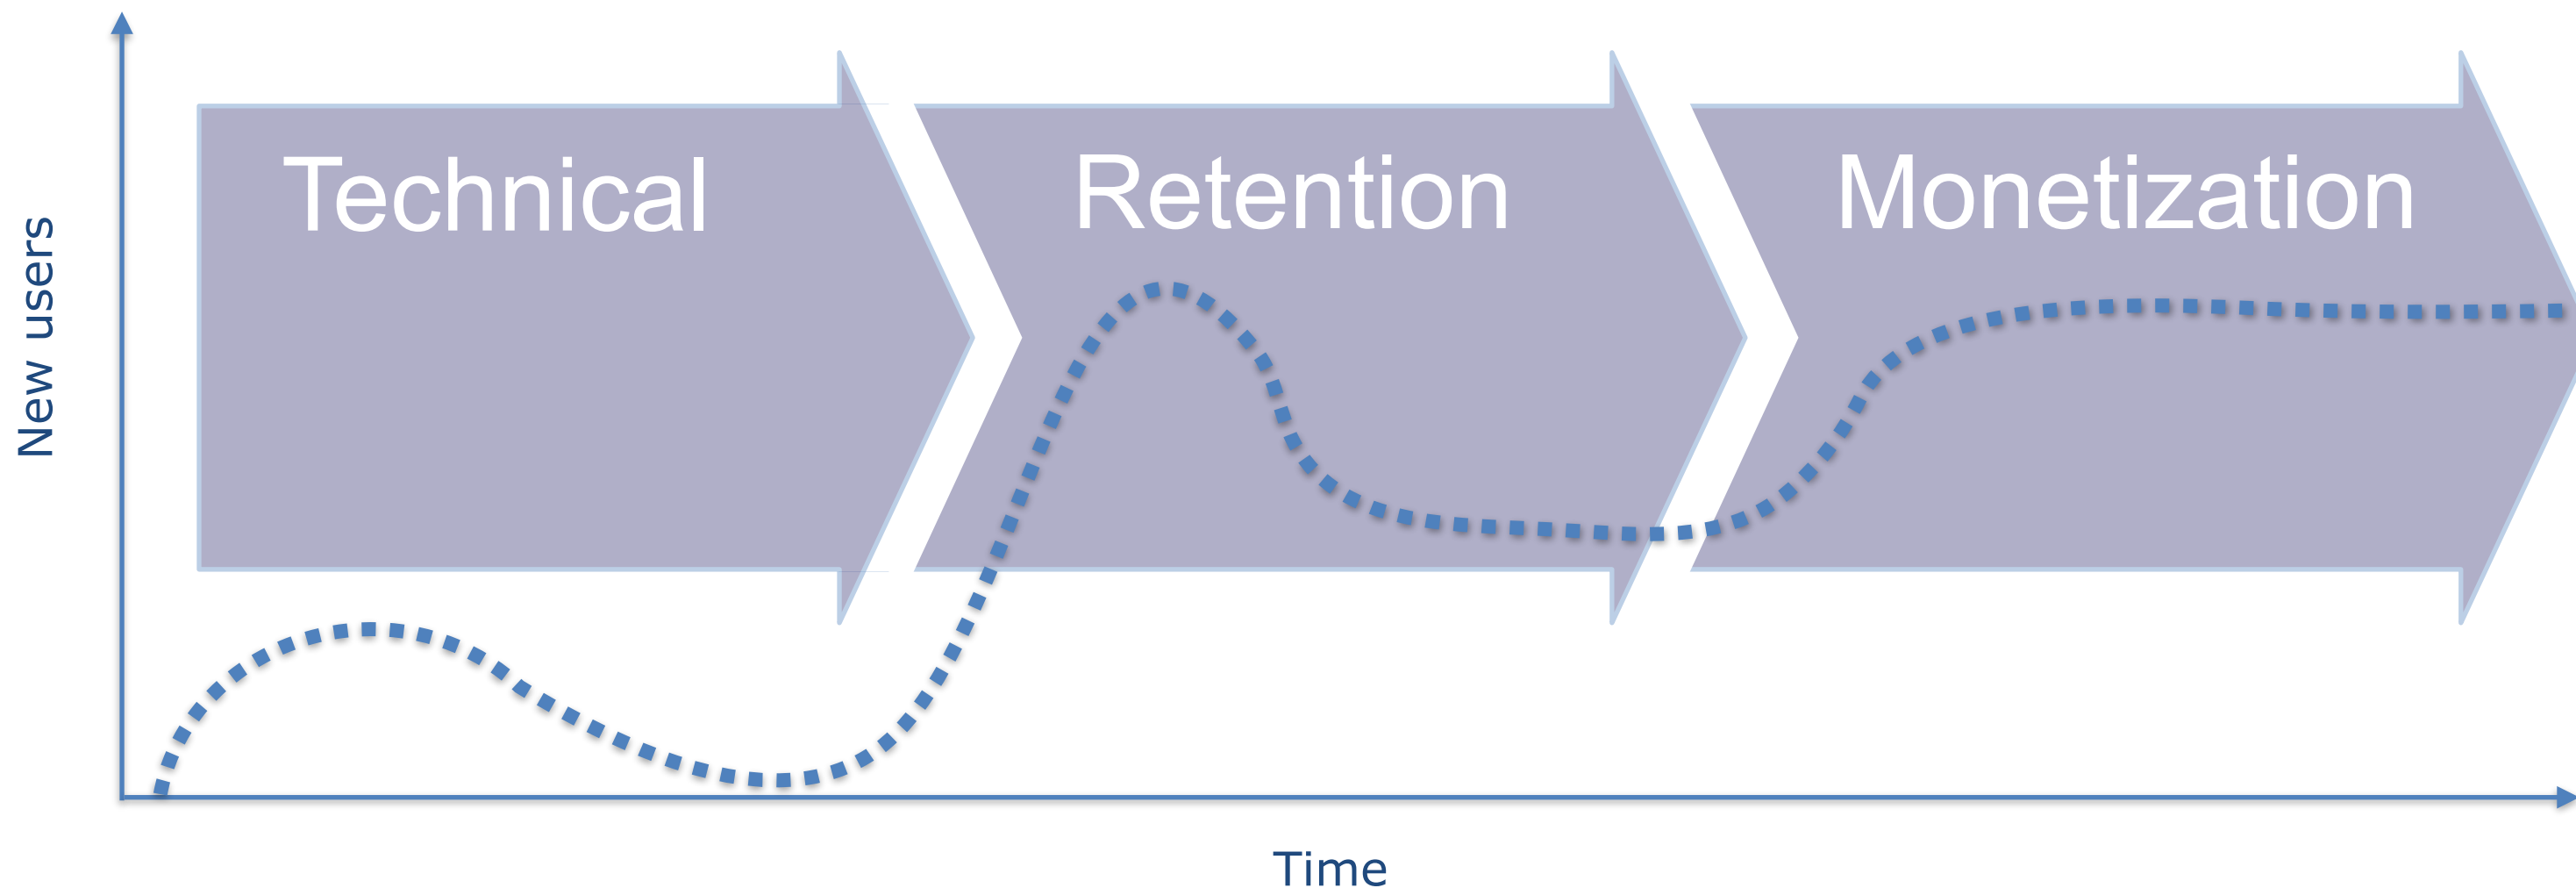 Technical
Retention
Monetization
New users
Time